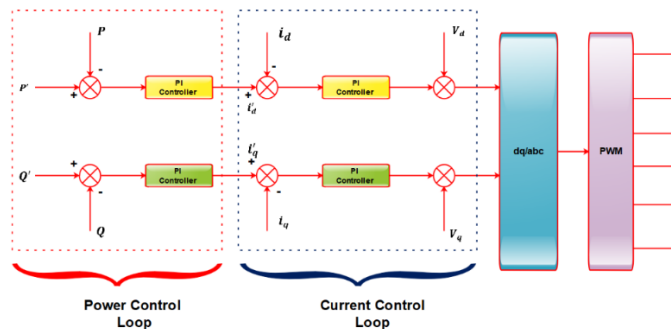 P
i_d
V_d
-
-
P'
+
PI
Controller
+
i'_d
PI
Controller
dq/abc
PWM
Q'
+
-
PI
Controller
i'_q
+
-
PI
Controller
Q
i_q
V_q
Power Control
Loop
Current Control
Loop